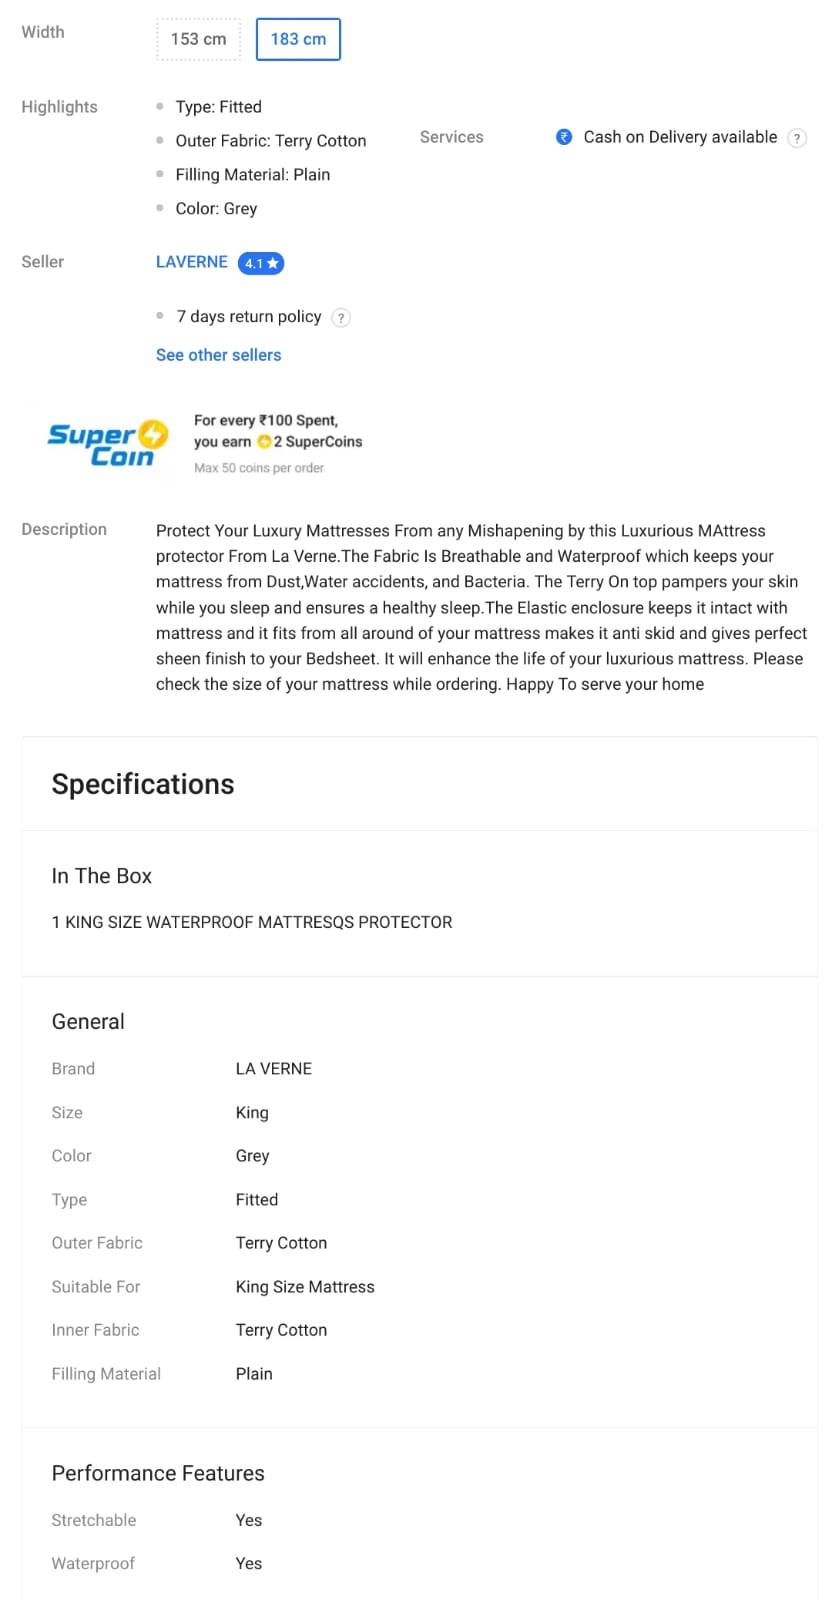 Width
153 cm
183 cm
Highlights
Type: Fitted
Outer Fabric: Terry Cotton
Filling Material: Plain
Color: Grey
Services
₹ Cash on Delivery available ?
Seller
LAVERNE 4.1★
7 days return policy ?
See other sellers
Super
Coin
For every ₹100 Spent,
you earn 2 SuperCoins
Max 50 coins per order
Description
Protect Your Luxury Mattresses From any Mishapening by this Luxurious MAttress
protector From La Verne.The Fabric Is Breathable and Waterproof which keeps your
mattress from Dust,Water accidents, and Bacteria. The Terry On top pampers your skin
while you sleep and ensures a healthy sleep.The Elastic enclosure keeps it intact with
mattress and it fits from all around of your mattress makes it anti skid and gives perfect
sheen finish to your Bedsheet. It will enhance the life of your luxurious mattress. Please
check the size of your mattress while ordering. Happy To serve your home
Specifications
In The Box
1 KING SIZE WATERPROOF MATTRESQS PROTECTOR
General
Brand LA VERNE
Size King
Color Grey
Type Fitted
Outer Fabric Terry Cotton
Suitable For King Size Mattress
Inner Fabric Terry Cotton
Filling Material Plain
Performance Features
Stretchable Yes
Waterproof Yes